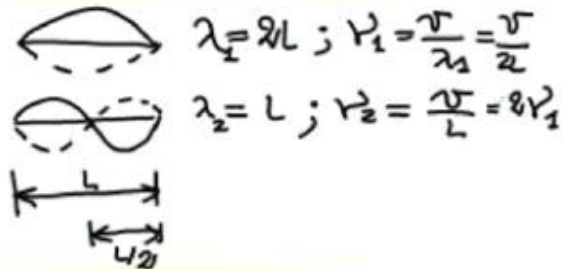 λ₁ = 2L ; ν₁ = v/λ₁ = v/2L
λ₂ = L ; ν₂ = v/L = 2ν₁
L
L/2